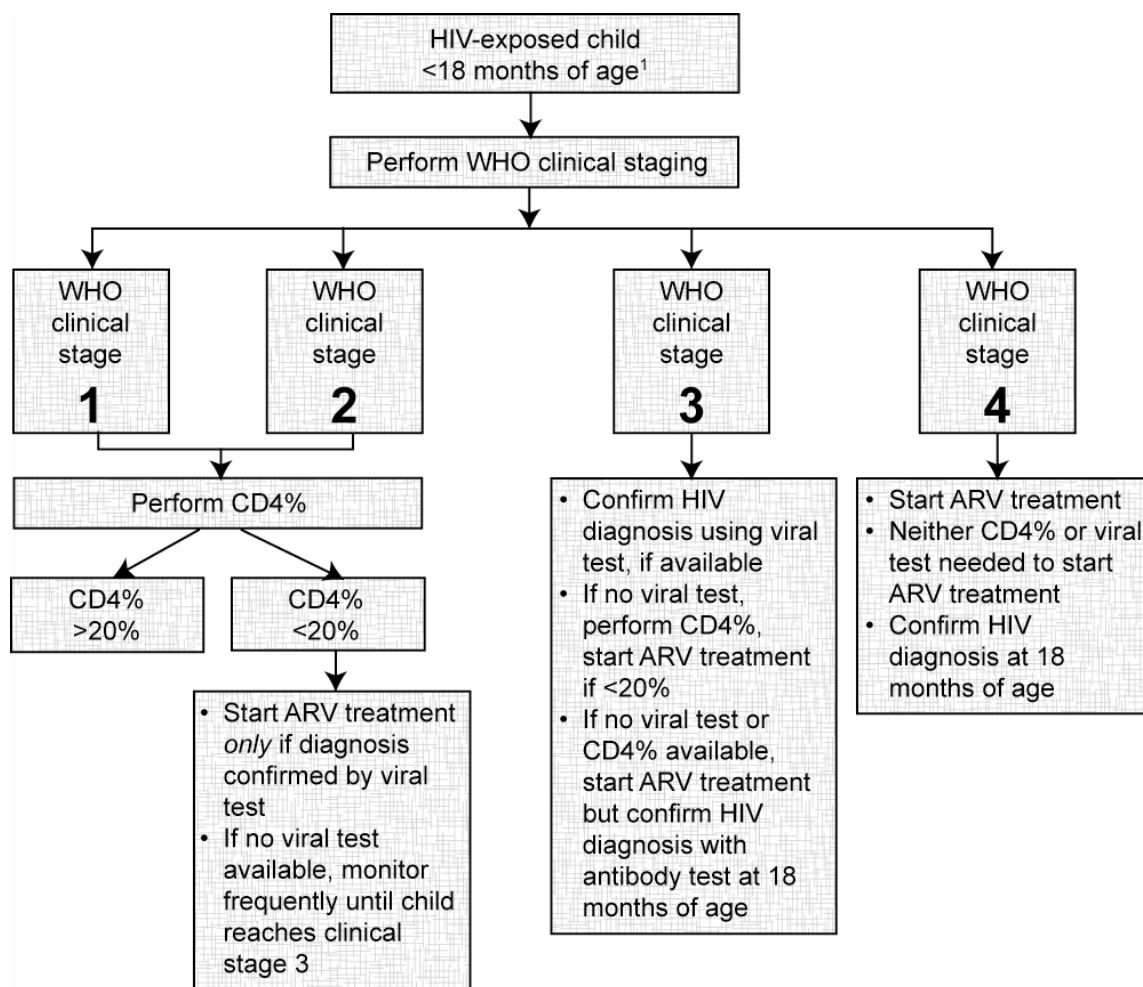 HIV-exposed child
<18 months of age¹
Perform WHO clinical staging
WHO
clinical
stage
1
WHO
clinical
stage
2
WHO
clinical
stage
3
WHO
clinical
stage
4
Perform CD4%
CD4%
>20%
CD4%
<20%
• Start ARV treatment
only if diagnosis
confirmed by viral
test
• If no viral test
available, monitor
frequently until child
reaches clinical
stage 3
• Confirm HIV
diagnosis using viral
test, if available
• If no viral test,
perform CD4%,
start ARV treatment
if <20%
• If no viral test or
CD4% available,
start ARV treatment
but confirm HIV
diagnosis with
antibody test at 18
months of age
• Start ARV treatment
• Neither CD4% or viral
test needed to start
ARV treatment
• Confirm HIV
diagnosis at 18
months of age